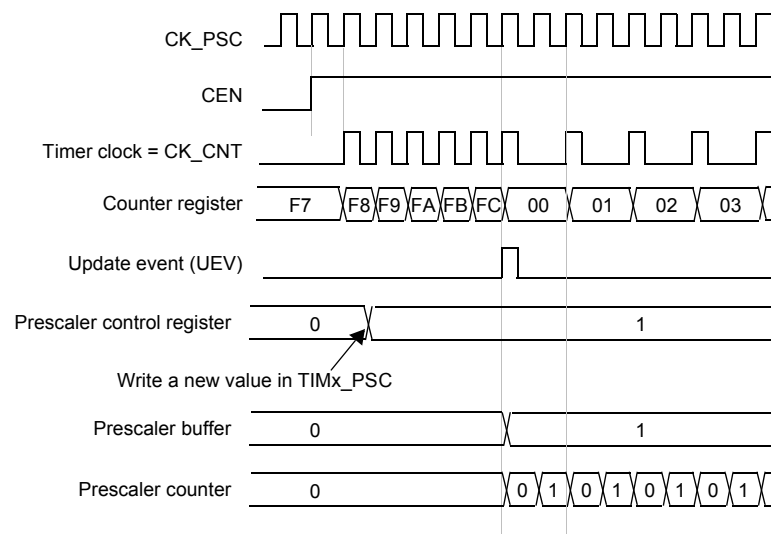 CK_PSC
CEN
Timer clock = CK_CNT
Counter register F7 F8 F9 FA FB FC 00 01 02 03
Update event (UEV)
Prescaler control register 0 1
Write a new value in TIMx_PSC
Prescaler buffer 0 1
Prescaler counter 0 0 1 0 1 0 1 0 1